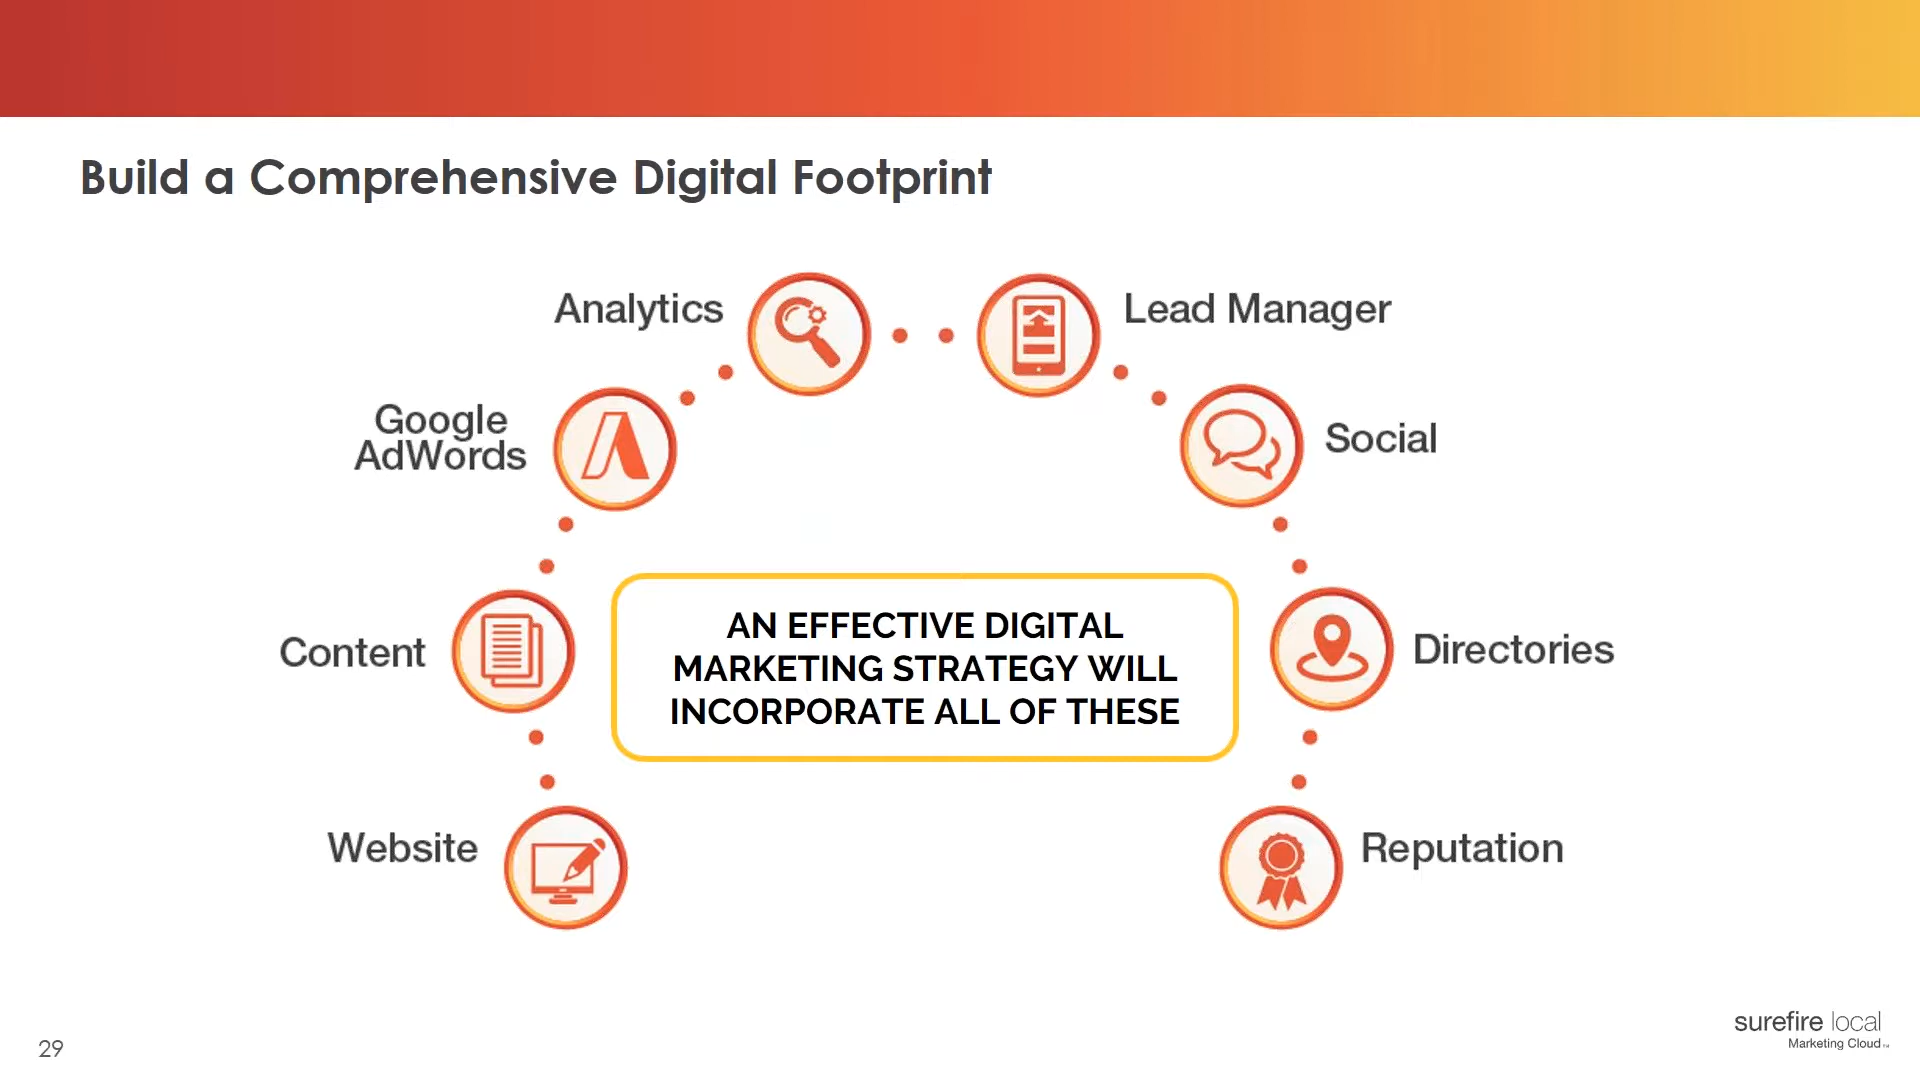 Build a Comprehensive Digital Footprint
Analytics
Lead Manager
Google
AdWords
Social
Content
AN EFFECTIVE DIGITAL
MARKETING STRATEGY WILL
INCORPORATE ALL OF THESE
Directories
Website
Reputation
surefire local
Marketing Cloud™
29